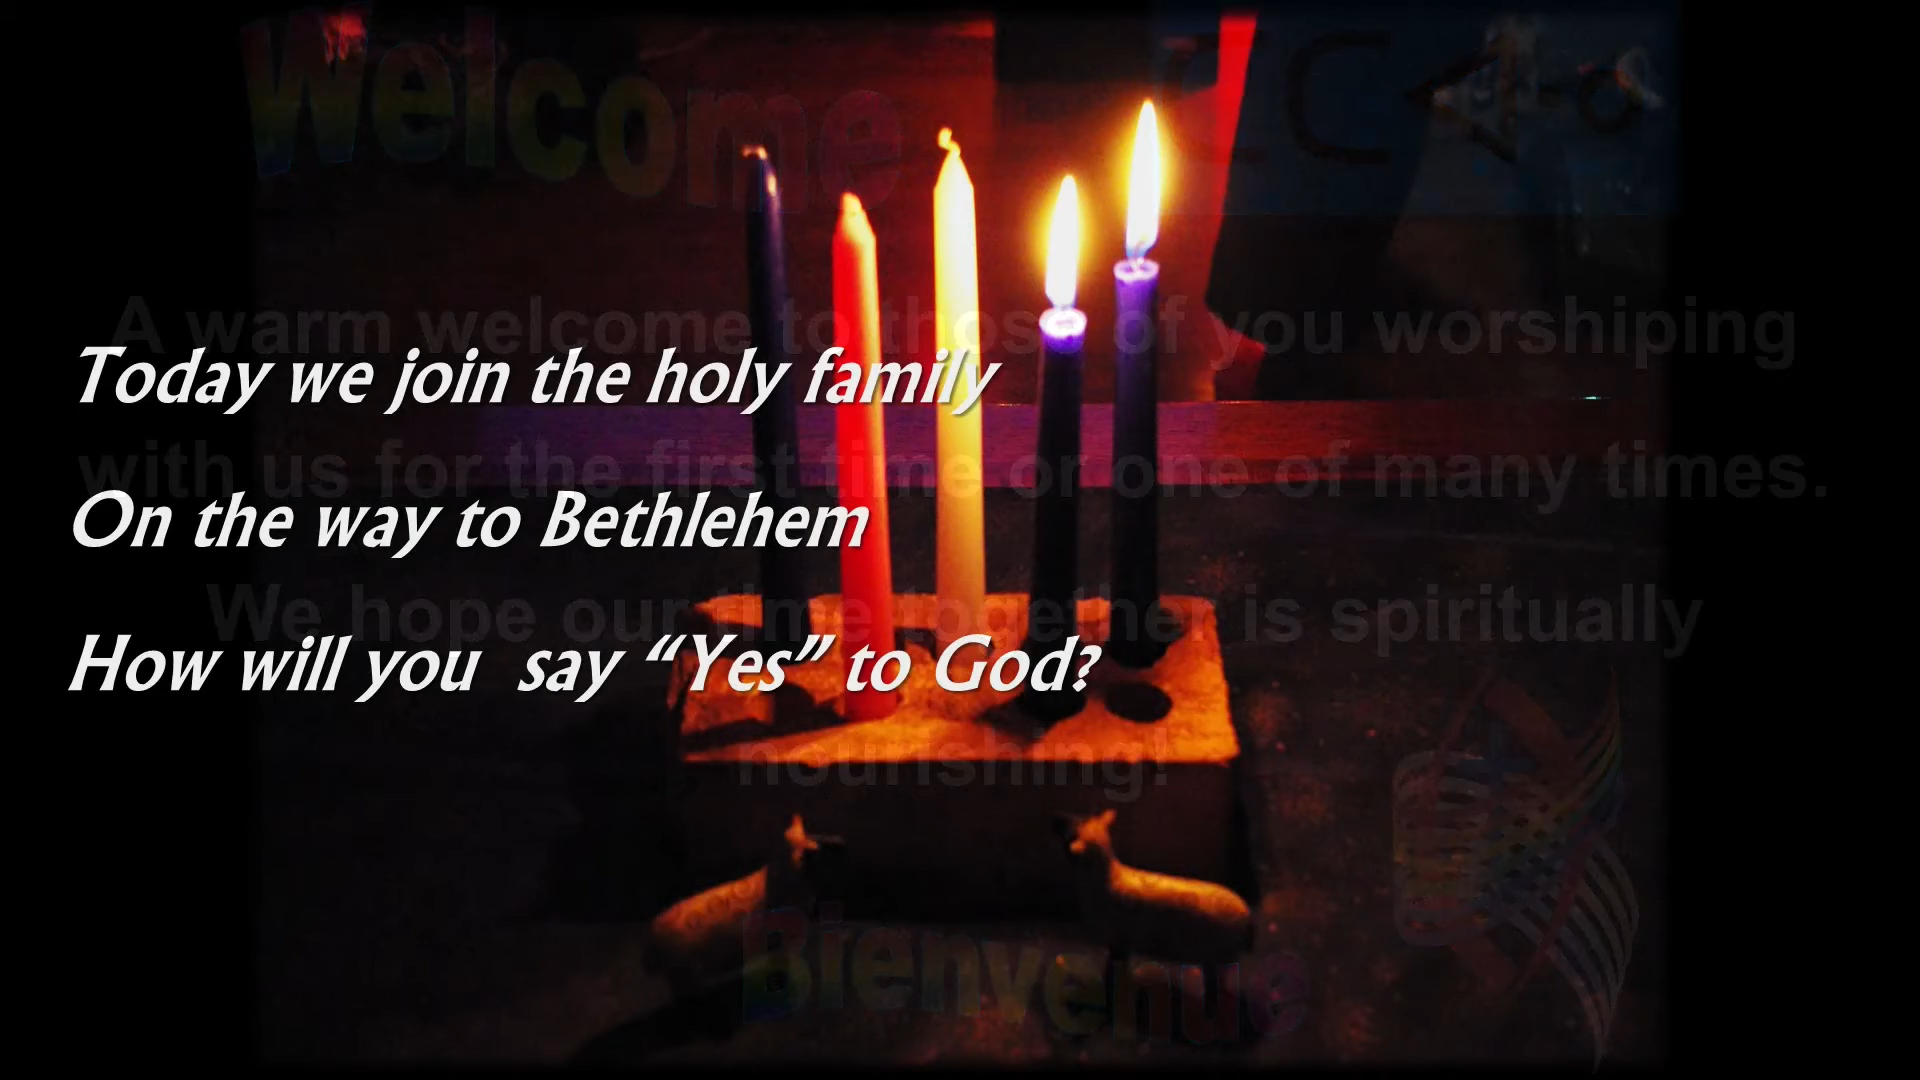 Welcome
A warm welcome to those of you worshiping
Today we join the holy family
with us for the first time or one of many times.
On the way to Bethlehem
We hope our time together is spiritually
How will you say “Yes” to God?
nourishing!
Bienvenue